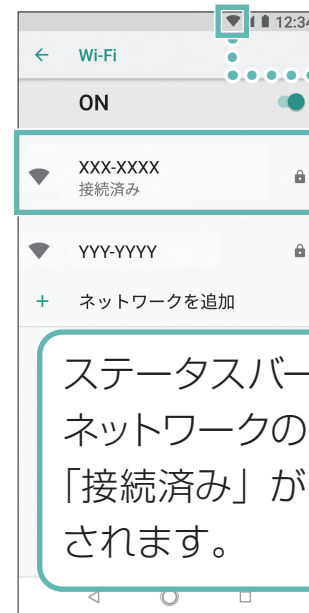 12:34
Wi-Fi
ON
XXX-XXXX
接続済み
YYY-YYYY
+ ネットワークを追加
ステータスバー
ネットワークの
「接続済み」が
されます。